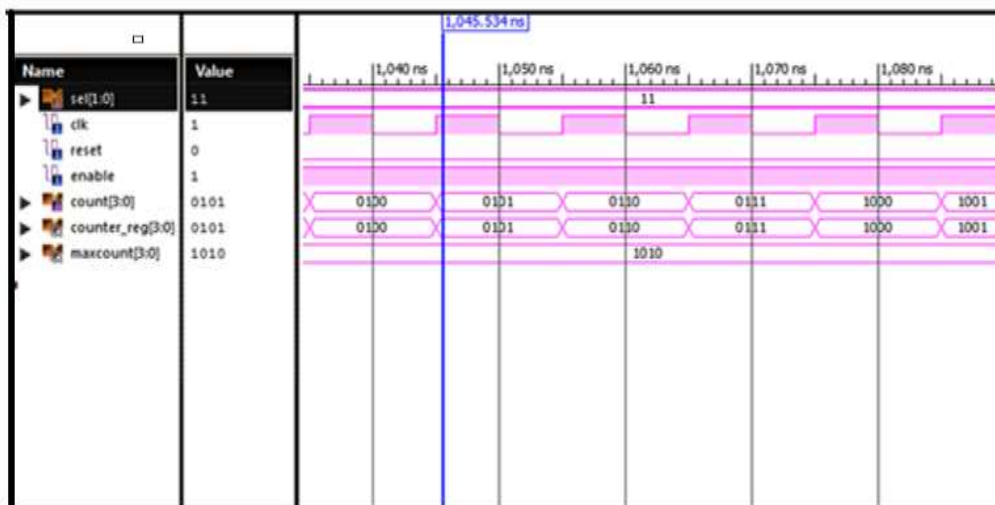 1,045.534 ns
Name Value 1,040 ns 1,050 ns 1,060 ns 1,070 ns 1,080 ns
sel[1:0] 11 11
clk 1
reset 0
enable 1
count[3:0] 0101 0100 0101 0110 0111 1000 1001
counter_reg[3:0] 0101 0100 0101 0110 0111 1000 1001
maxcount[3:0] 1010 1010